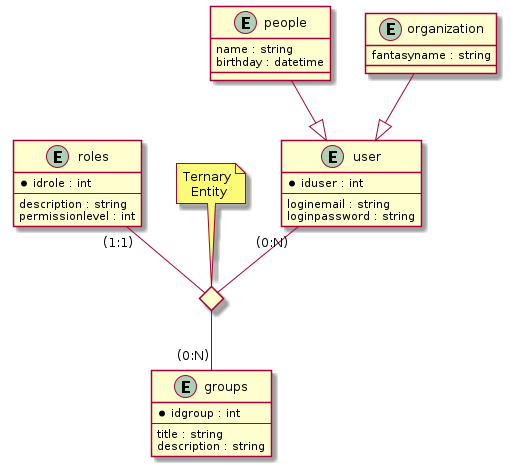 E people
name : string
birthday : datetime
E organization
fantasyname : string
E roles
idrole : int
description : string
permissionlevel : int
Ternary
Entity
E user
iduser : int
loginemail : string
loginpassword : string
(1:1)
(0:N)
(0:N)
E groups
idgroup : int
title : string
description : string